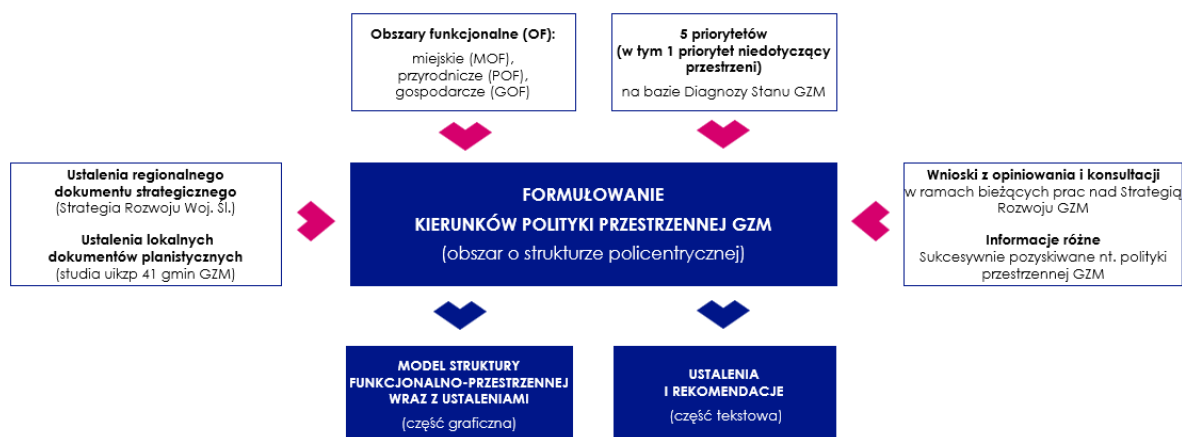 Obszary funkcjonalne (OF):
miejskie (MOF),
przyrodnicze (POF),
gospodarcze (GOF)
5 priorytetów
(w tym 1 priorytet niedotyczący
przestrzeni)
na bazie Diagnozy Stanu GZM
Ustalenia regionalnego
dokumentu strategicznego
(Strategia Rozwoju Woj. Śl.)
Ustalenia lokalnych
dokumentów planistycznych
(studia uikzp 41 gmin GZM)
FORMUŁOWANIE
KIERUNKÓW POLITYKI PRZESTRZENNEJ GZM
(obszar o strukturze policentrycznej)
Wnioski z opiniowania i konsultacji
w ramach bieżących prac nad Strategią
Rozwoju GZM
Informacje różne
Sukcesywnie pozyskiwane nt. polityki
przestrzennej GZM
MODEL STRUKTURY
FUNKCJONALNO-PRZESTRZENNEJ
WRAZ Z USTALENIAMI
(część graficzna)
USTALENIA
I REKOMENDACJE
(część tekstowa)